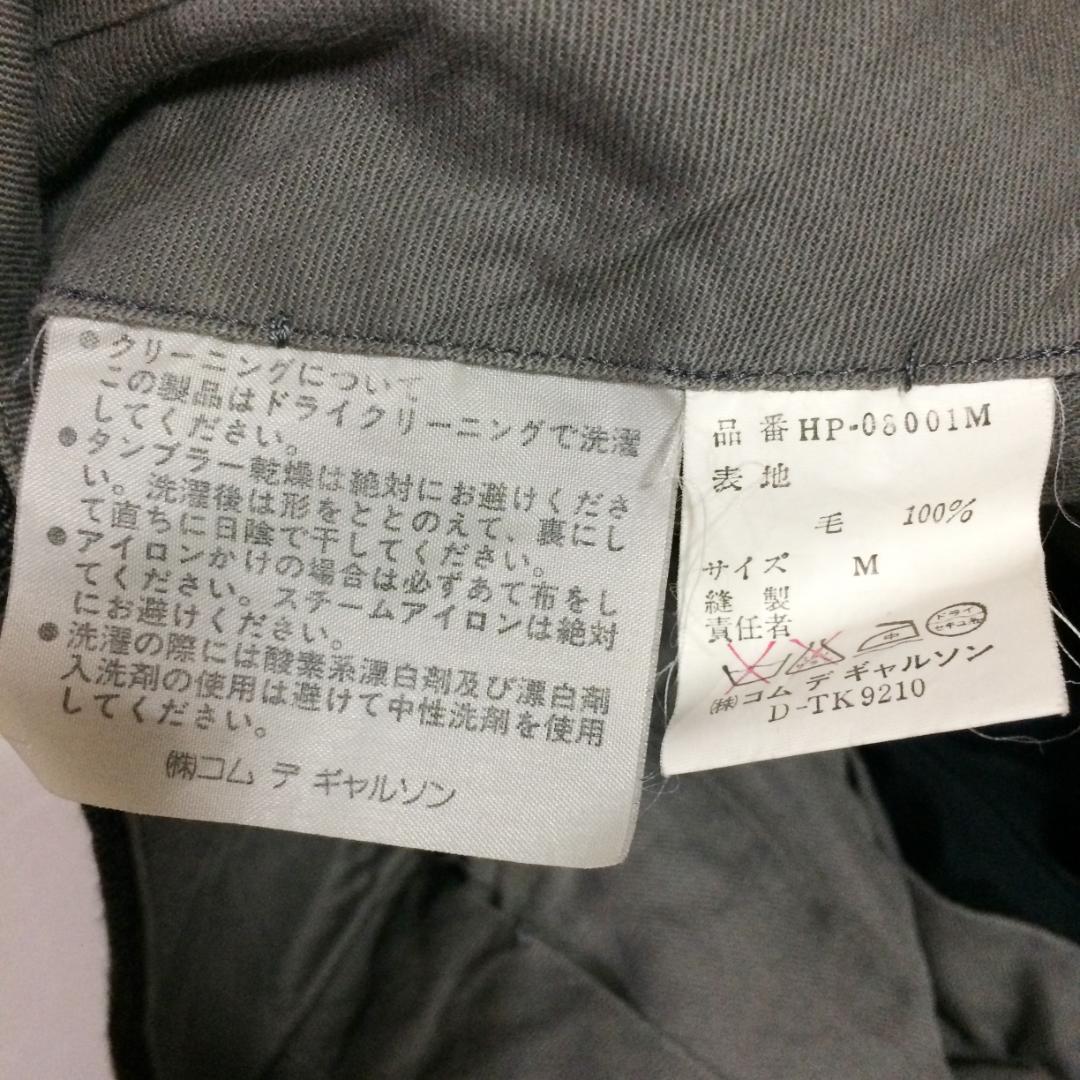 ● クリーニングについて
この製品はドライクリーニングで洗濯
してください。
● タンブラー乾燥は絶対にお避けくださ
い。洗濯後は形をととのえて、裏にし
て直ちに日陰で干してください。
● アイロンかけの場合は必ずあて布をし
てください。スチームアイロンは絶対
にお避けください。
● 洗濯の際には酸素系漂白剤及び漂白剤
入洗剤の使用は避けて中性洗剤を使用
してください。
㈱コム デ ギャルソン
品番 HP-08001M
表地
毛 100%
サイズ M
縫製
責任者
中 ドライ
セキユ系
㈱コム デ ギャルソン
D-TK9210